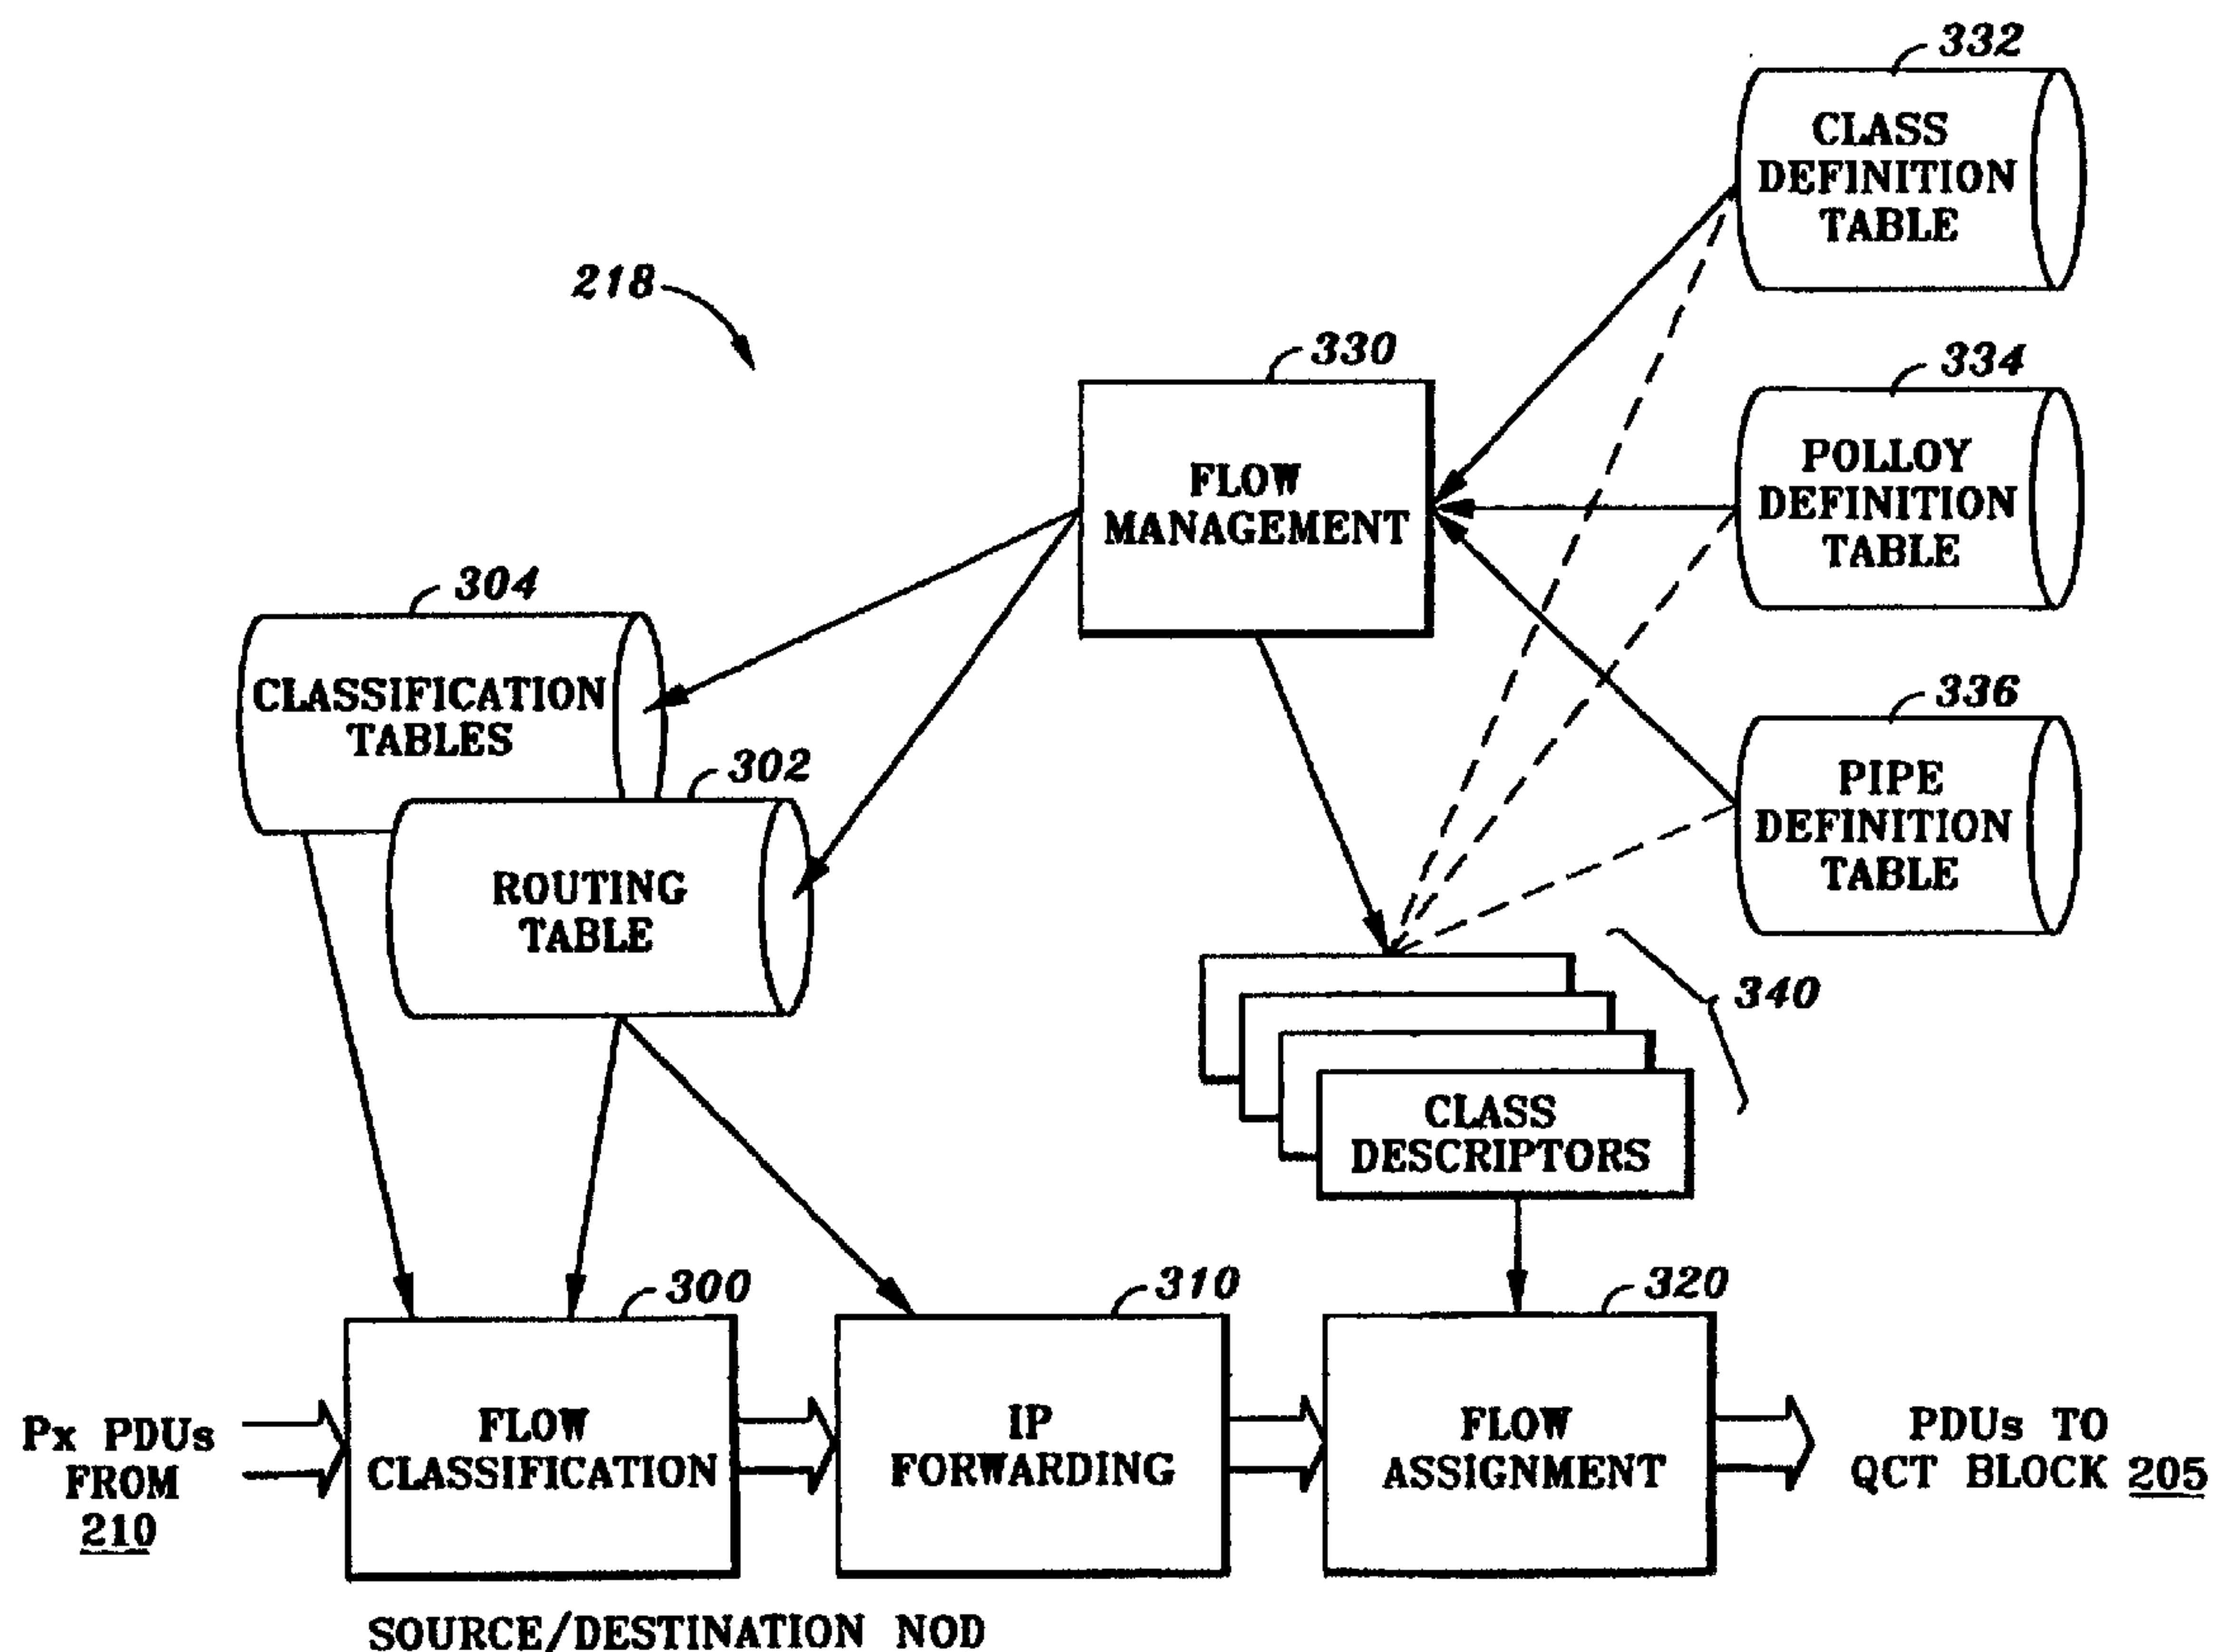 332
CLASS
DEFINITION
TABLE
218
330
334
FLOW
MANAGEMENT
POLLOY
DEFINITION
TABLE
304
CLASSIFICATION
TABLES
336
302
PIPE
DEFINITION
TABLE
ROUTING
TABLE
340
CLASS
DESCRIPTORS
300
310
320
Px PDUs
FROM
210
FLOW
CLASSIFICATION
IP
FORWARDING
FLOW
ASSIGNMENT
PDUs TO
QCT BLOCK 205
SOURCE/DESTINATION NOD